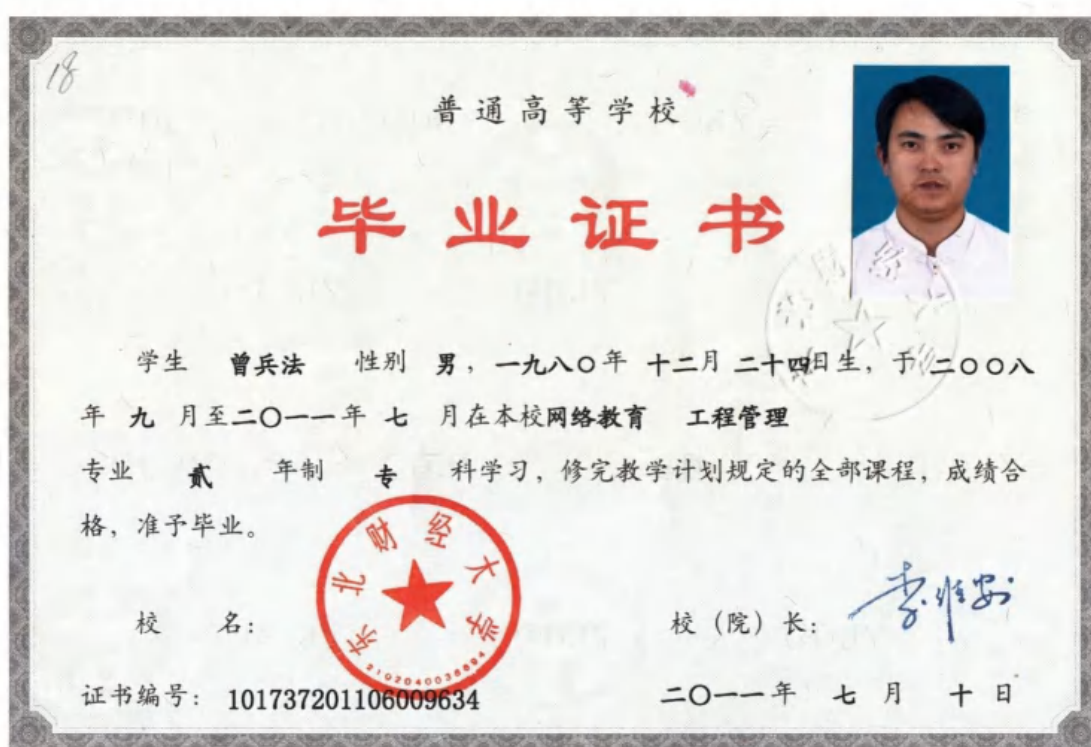 18
普通高等学校
毕业证书
学生 曾兵法 性别 男，一九八〇年 十二月 二十四日生，于 二〇〇八
年 九 月至二〇一一年 七 月在本校网络教育 工程管理
专业 贰 年制 专 科学习，修完教学计划规定的全部课程，成绩合
格，准予毕业。
东北财经大学
校 名：
校（院）长：李维安
证书编号：101737201106009634
二〇一一年 七 月 十 日